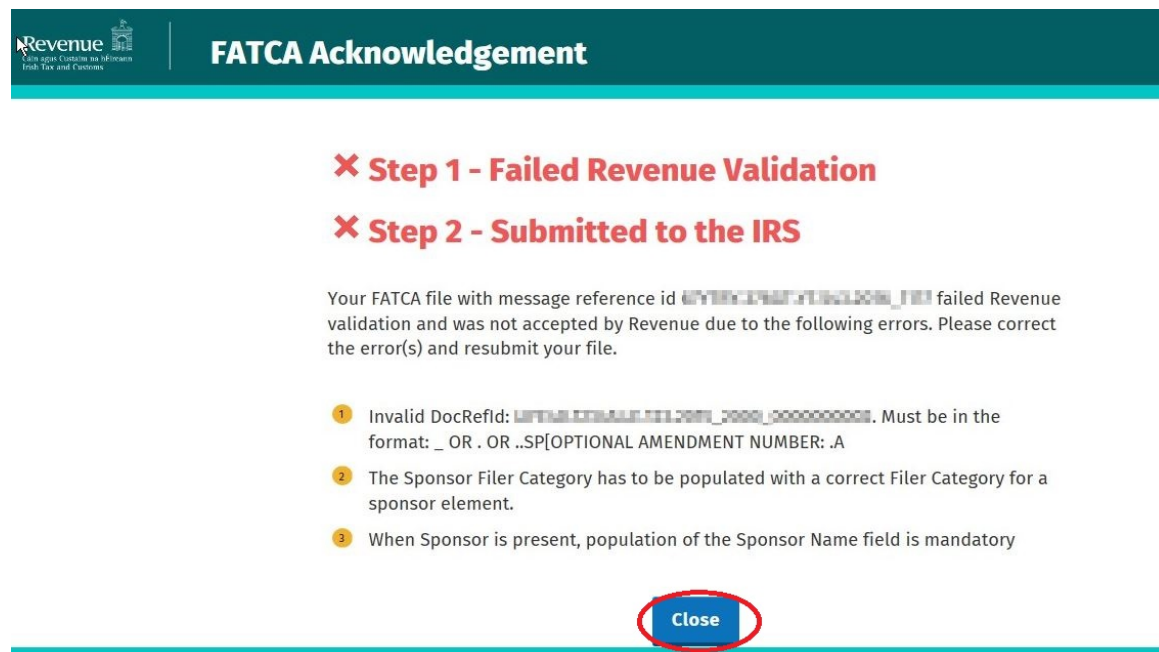 Revenue
Cáin agus Custaim na hÉireann
Irish Tax and Customs
FATCA Acknowledgement
Step 1 - Failed Revenue Validation
Step 2 - Submitted to the IRS
Your FATCA file with message reference id failed Revenue
validation and was not accepted by Revenue due to the following errors. Please correct
the error(s) and resubmit your file.
1 Invalid DocRefId: . Must be in the
format: _ OR . OR ..SP[OPTIONAL AMENDMENT NUMBER: .A
2 The Sponsor Filer Category has to be populated with a correct Filer Category for a
sponsor element.
3 When Sponsor is present, population of the Sponsor Name field is mandatory
Close